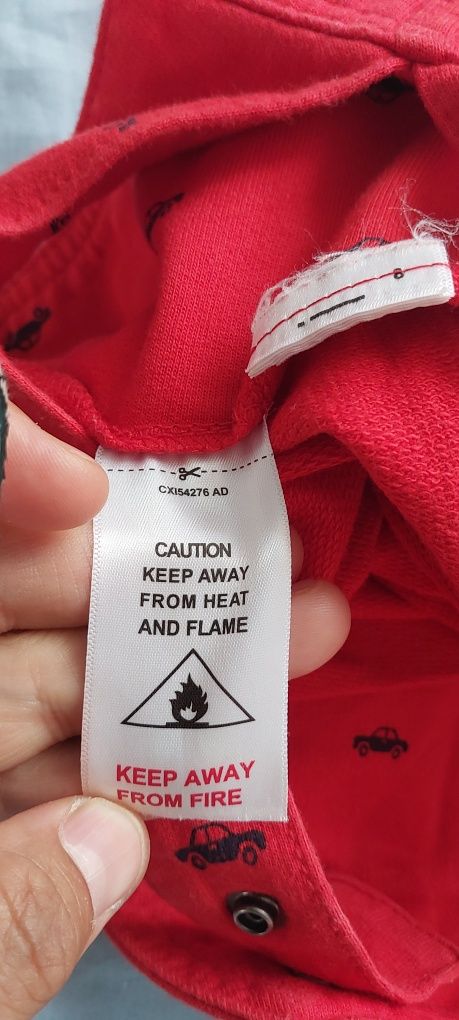 CXI54276 AD
CAUTION
KEEP AWAY
FROM HEAT
AND FLAME
KEEP AWAY
FROM FIRE